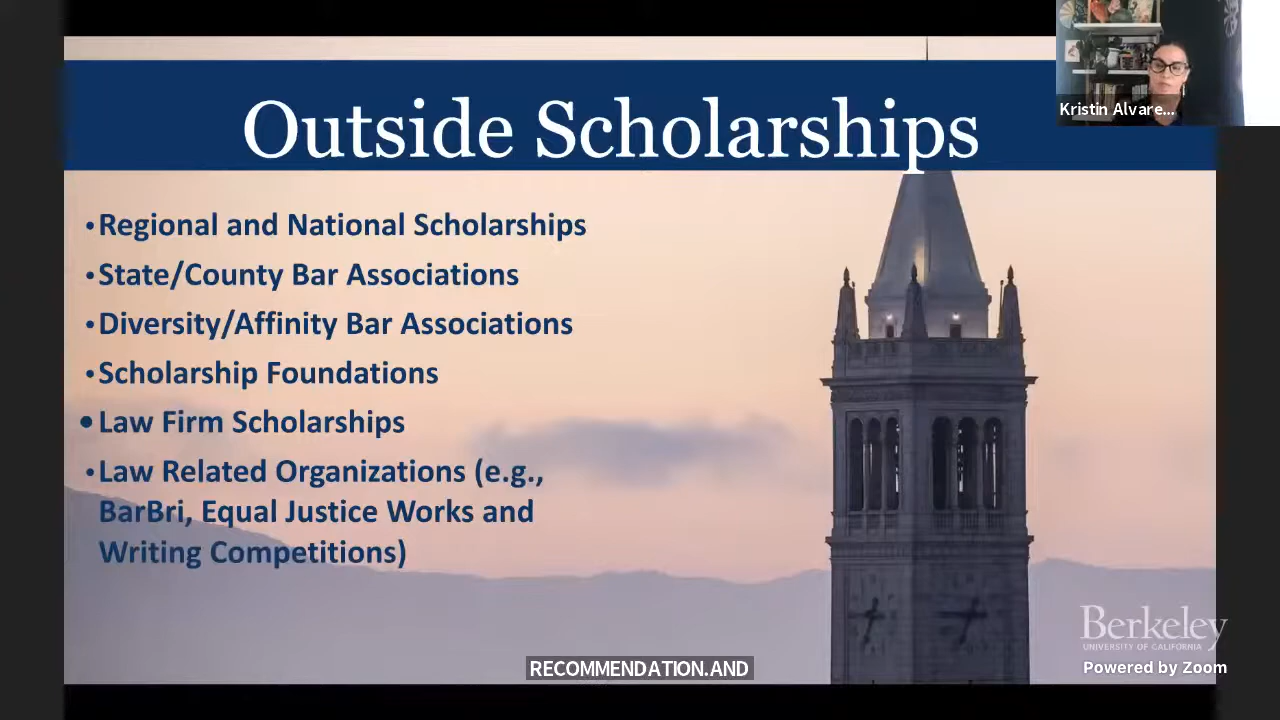 Outside Scholarships
Kristin Alvare...
•Regional and National Scholarships
•State/County Bar Associations
•Diversity/Affinity Bar Associations
•Scholarship Foundations
•Law Firm Scholarships
•Law Related Organizations (e.g.,
BarBri, Equal Justice Works and
Writing Competitions)
Berkeley
UNIVERSITY OF CALIFORNIA
Powered by Zoom
RECOMMENDATION.AND